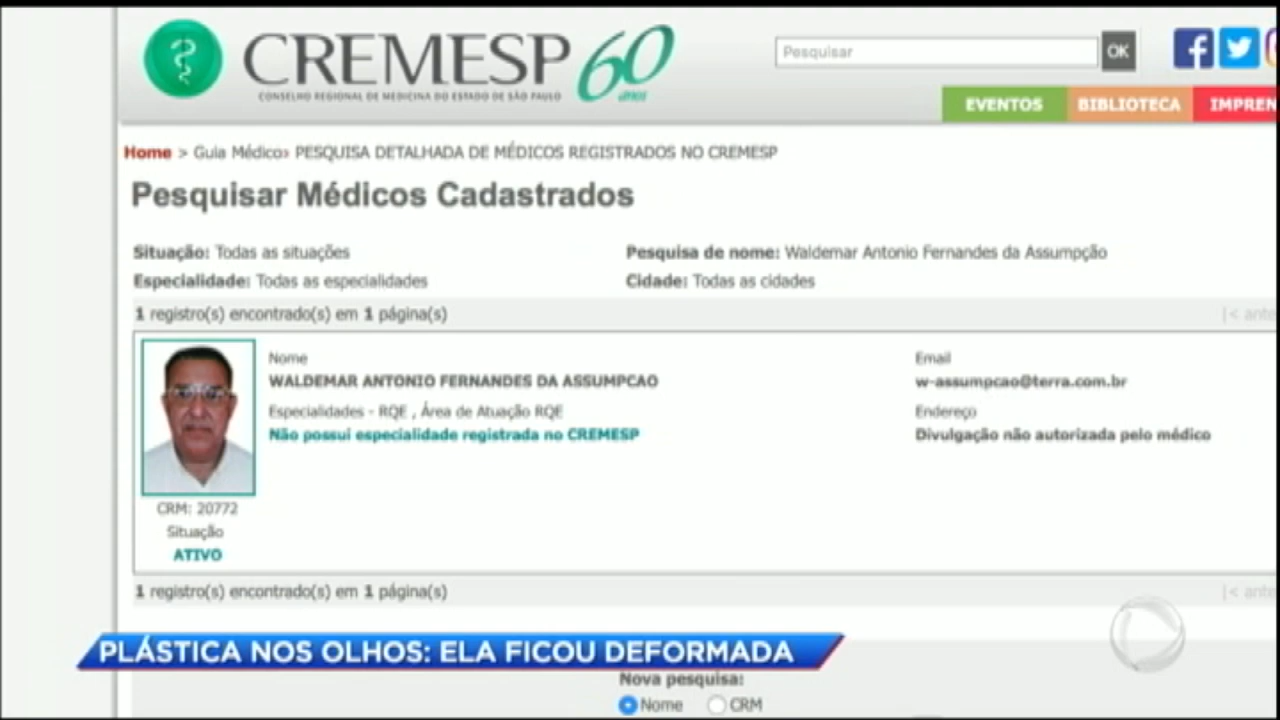 CREMESP 60 anos
CONSELHO REGIONAL DE MEDICINA DO ESTADO DE SÃO PAULO
Pesquisar
OK
EVENTOS
BIBLIOTECA
IMPREN
Home > Guia Médico› PESQUISA DETALHADA DE MÉDICOS REGISTRADOS NO CREMESP
Pesquisar Médicos Cadastrados
Situação: Todas as situações
Pesquisa de nome: Waldemar Antonio Fernandes da Assumpção
Especialidade: Todas as especialidades
Cidade: Todas as cidades
1 registro(s) encontrado(s) em 1 página(s)
|< ante
Nome
WALDEMAR ANTONIO FERNANDES DA ASSUMPCAO
Especialidades - RQE , Área de Atuação RQE
Não possui especialidade registrada no CREMESP
Email
w-assumpcao@terra.com.br
Endereço
Divulgação não autorizada pelo médico
CRM: 20772
Situação
ATIVO
1 registro(s) encontrado(s) em 1 página(s)
|< ante
PLÁSTICA NOS OLHOS: ELA FICOU DEFORMADA
Nova pesquisa:
Nome
CRM